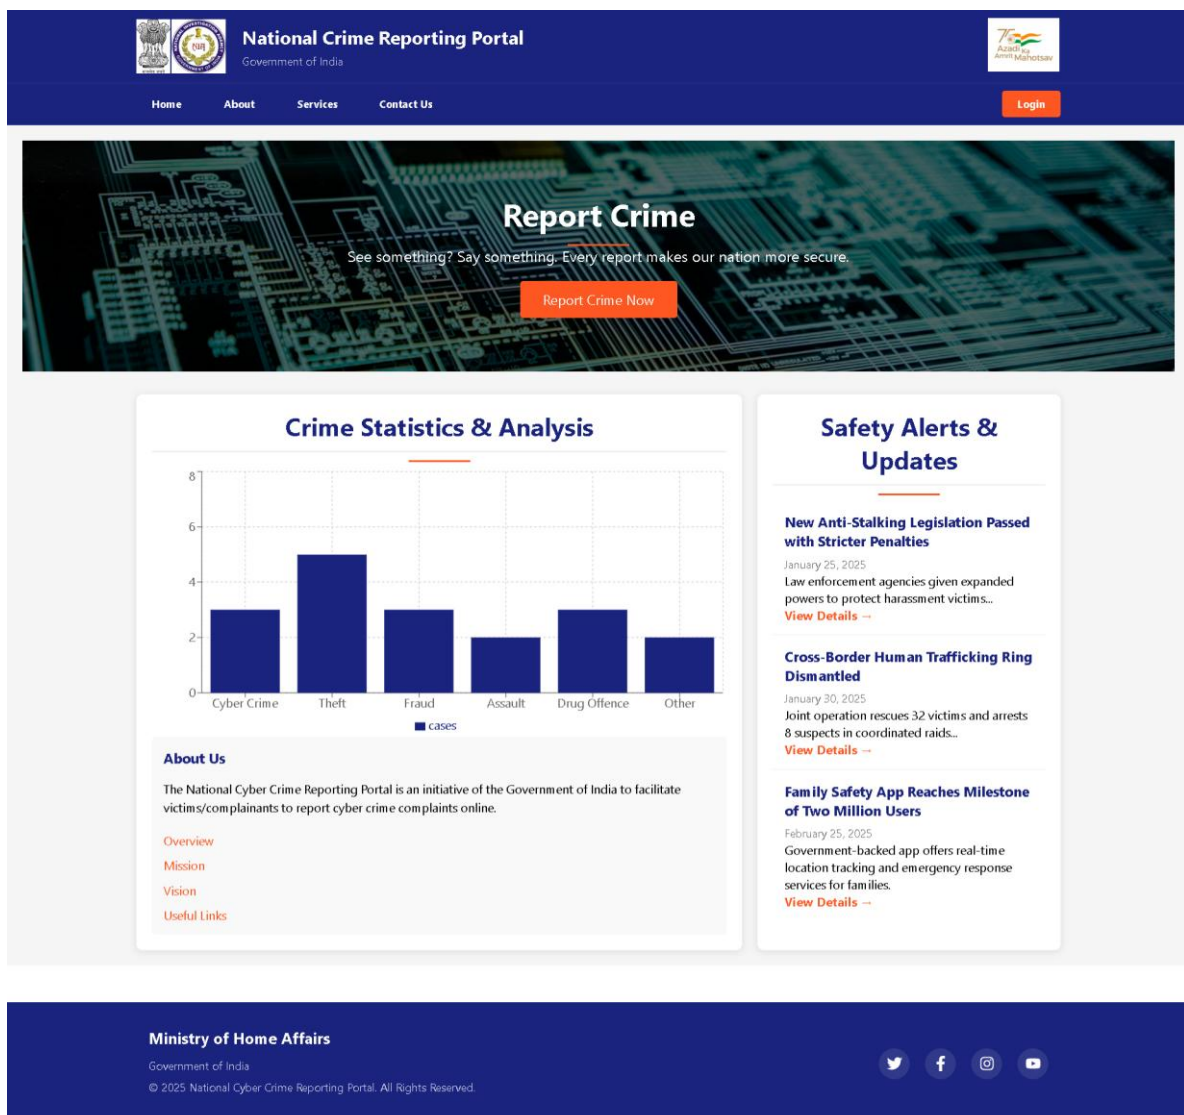 National Crime Reporting Portal
Government of India
75
Azadi Ka
Amrit Mahotsav
Home About Services Contact Us Login
Report Crime
See something? Say something. Every report makes our nation more secure.
Report Crime Now
Crime Statistics & Analysis
8
6
4
2
0
Cyber Crime Theft Fraud Assault Drug Offence Other
cases
About Us
The National Cyber Crime Reporting Portal is an initiative of the Government of India to facilitate
victims/complainants to report cyber crime complaints online.
Overview
Mission
Vision
Useful Links
Safety Alerts &
Updates
New Anti-Stalking Legislation Passed
with Stricter Penalties
January 25, 2025
Law enforcement agencies given expanded
powers to protect harassment victims...
View Details →
Cross-Border Human Trafficking Ring
Dismantled
January 30, 2025
Joint operation rescues 32 victims and arrests
8 suspects in coordinated raids...
View Details →
Family Safety App Reaches Milestone
of Two Million Users
February 25, 2025
Government-backed app offers real-time
location tracking and emergency response
services for families.
View Details →
Ministry of Home Affairs
Government of India
© 2025 National Cyber Crime Reporting Portal. All Rights Reserved.